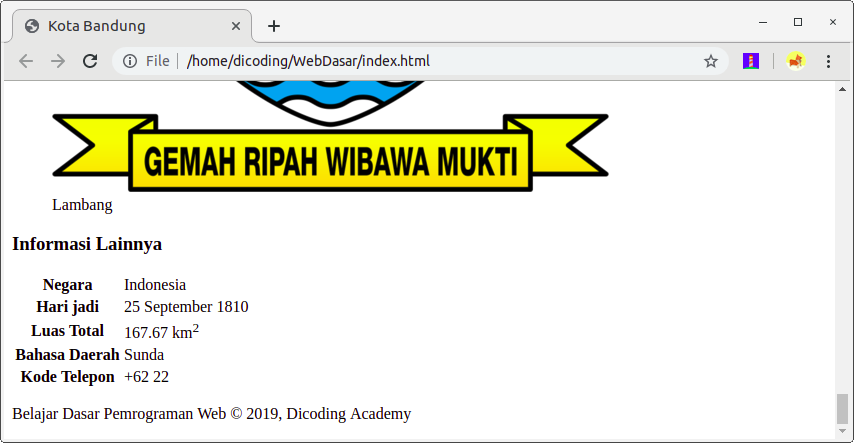 Kota Bandung
File /home/dicoding/WebDasar/index.html
GEMAH RIPAH WIBAWA MUKTI
Lambang
Informasi Lainnya
Negara Indonesia
Hari jadi 25 September 1810
Luas Total 167.67 km²
Bahasa Daerah Sunda
Kode Telepon +62 22
Belajar Dasar Pemrograman Web © 2019, Dicoding Academy